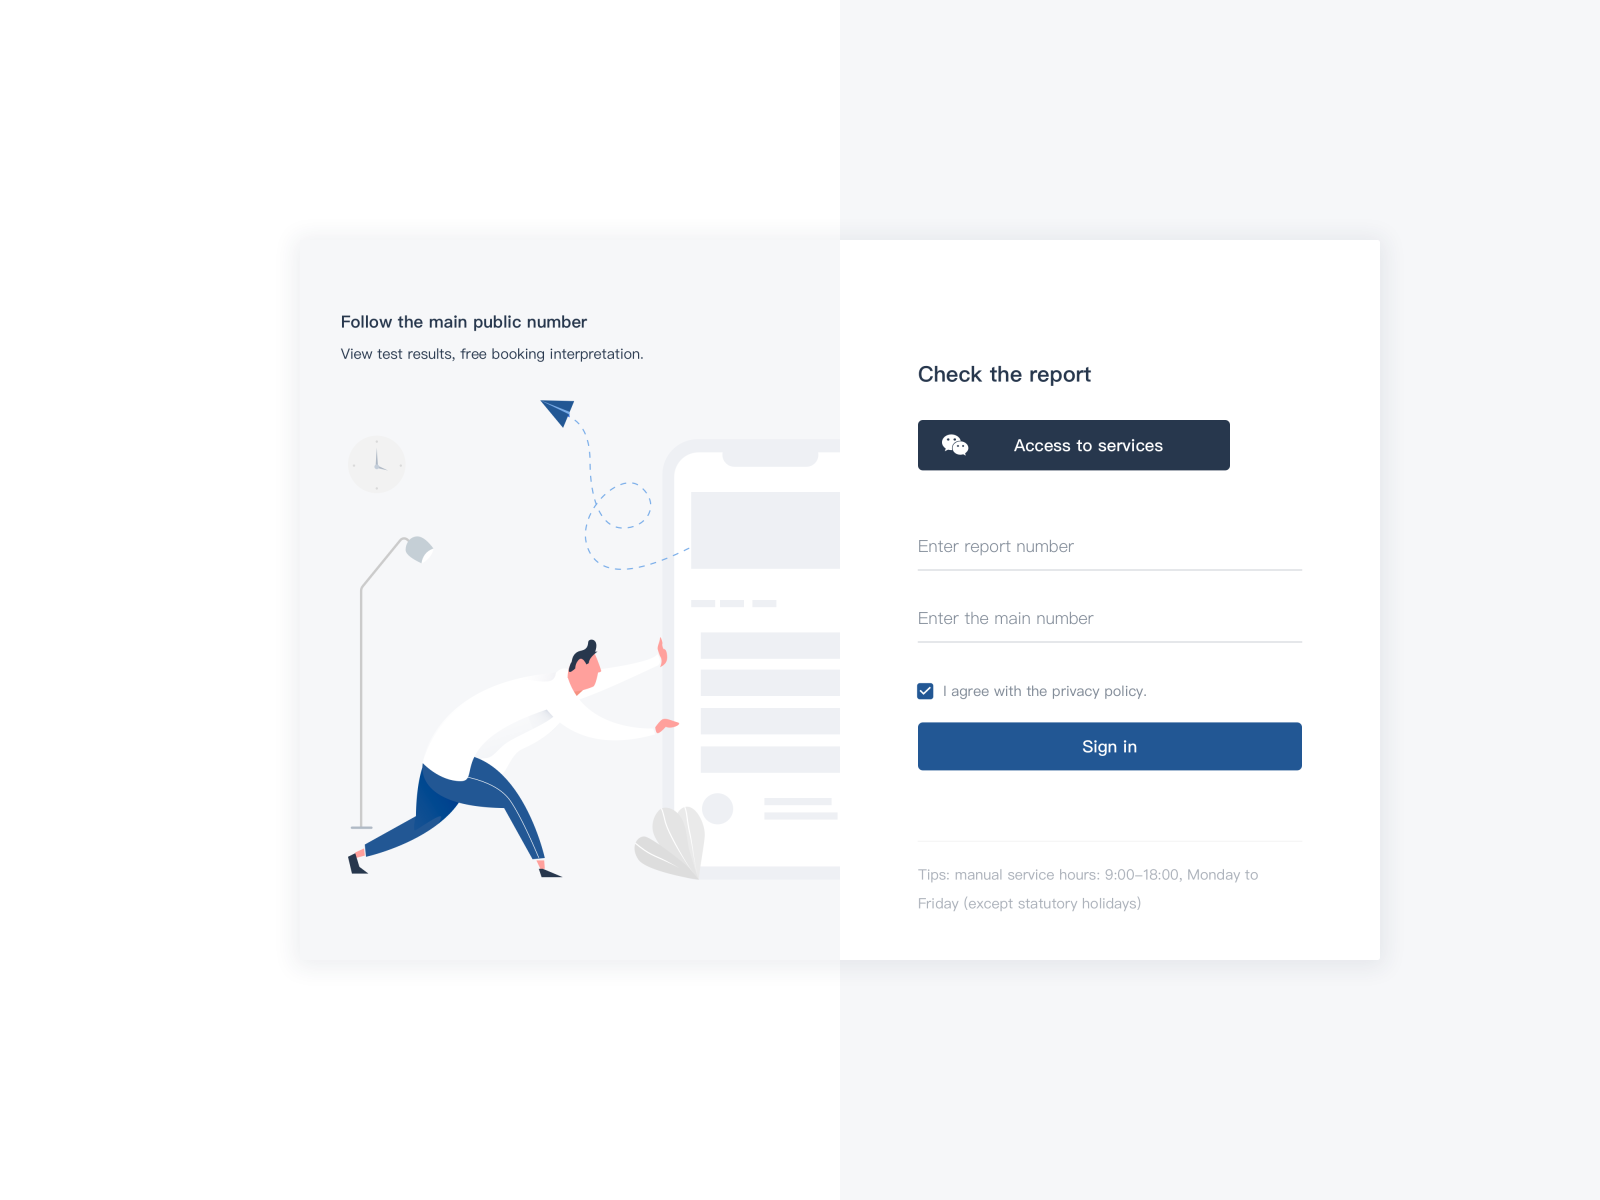 Follow the main public number
View test results, free booking interpretation.
Check the report
Access to services
Enter report number
Enter the main number
I agree with the privacy policy.
Sign in
Tips: manual service hours: 9:00–18:00, Monday to
Friday (except statutory holidays)